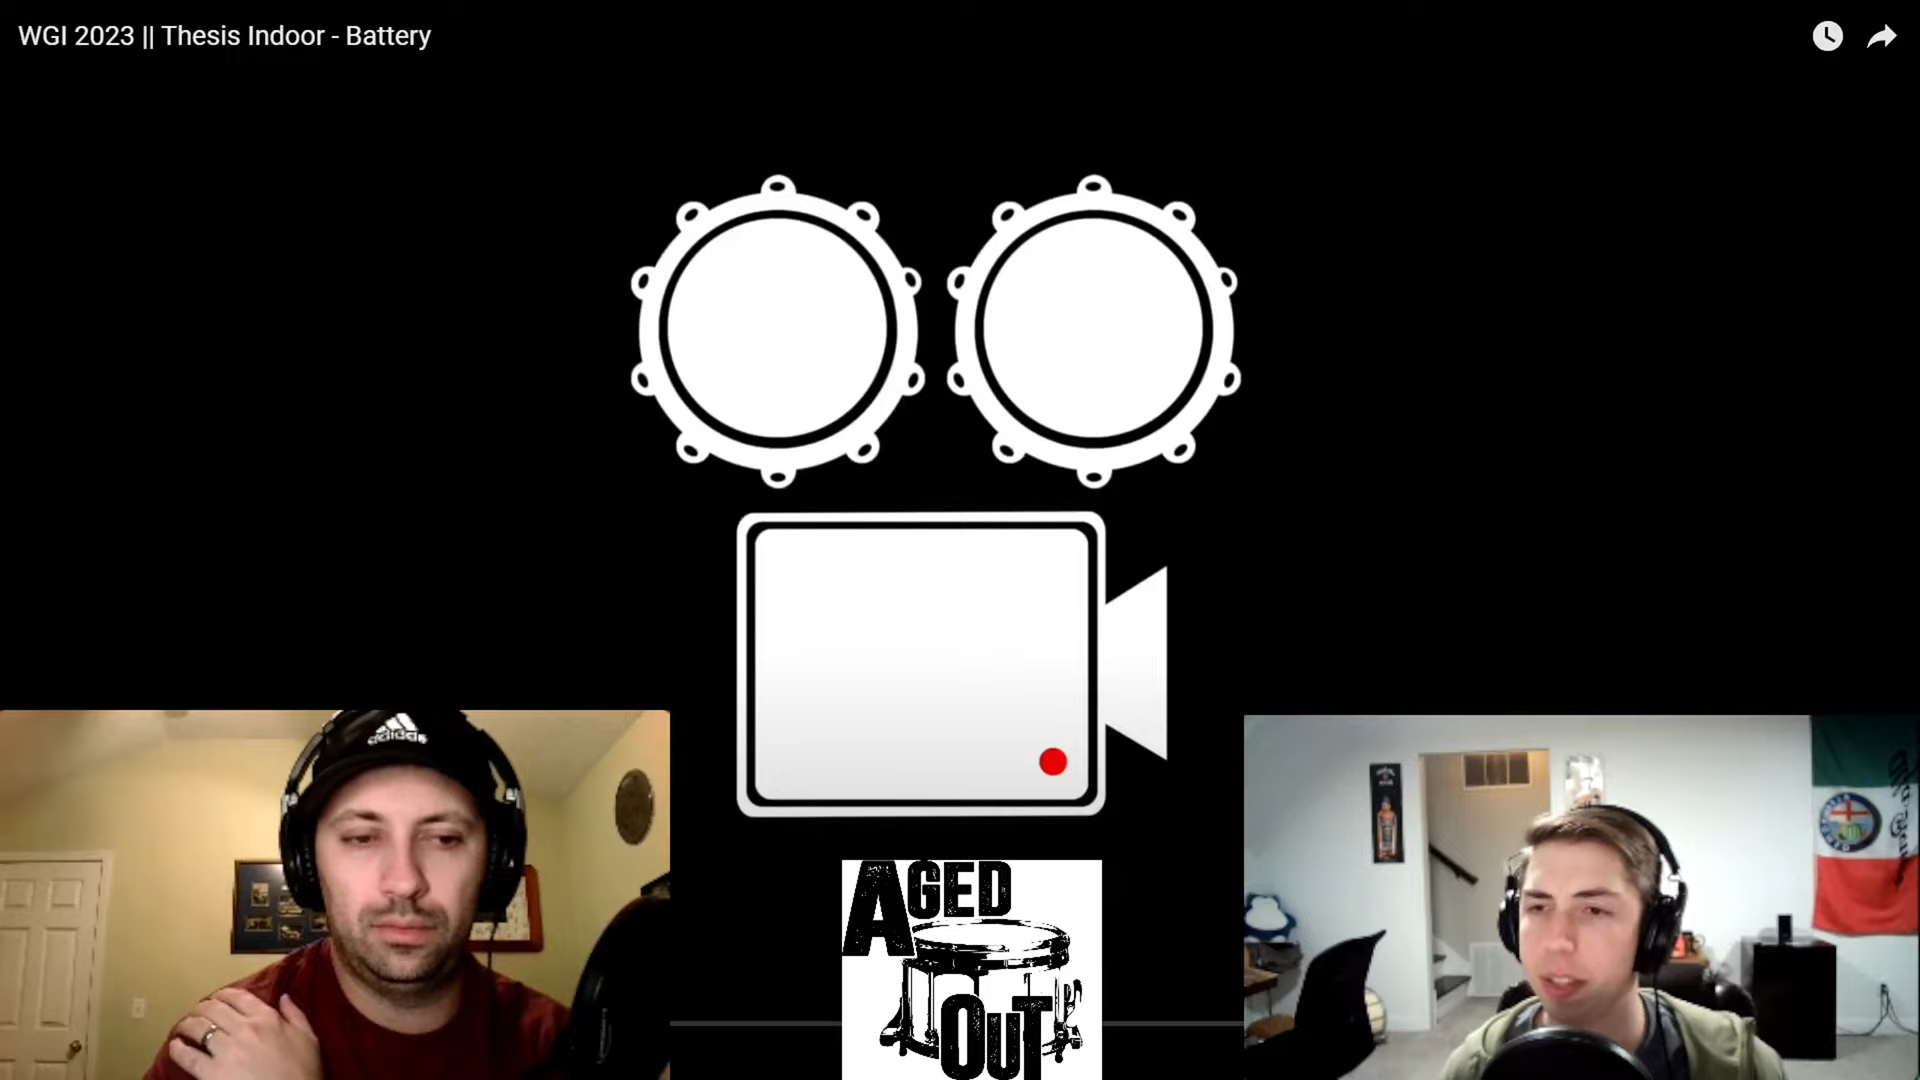 WGI 2023 || Thesis Indoor - Battery
adidas
AGED
OUT